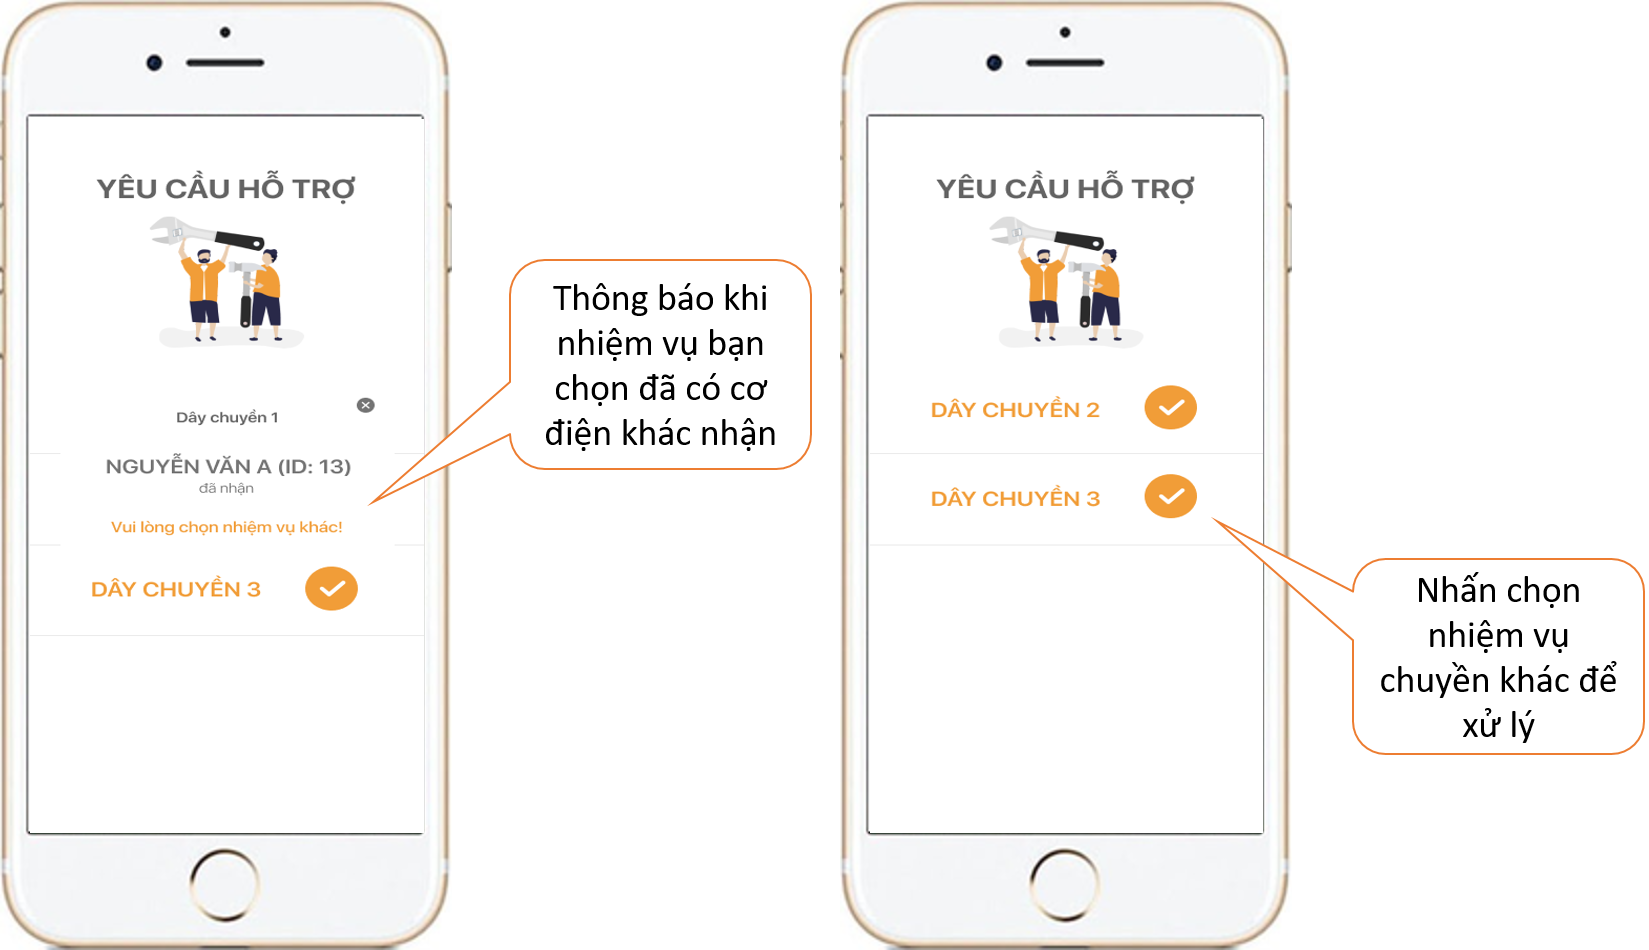 YÊU CẦU HỖ TRỢ
Dây chuyền 1
NGUYỄN VĂN A (ID: 13)
đã nhận
Vui lòng chọn nhiệm vụ khác!
DÂY CHUYỀN 3
Thông báo khi
nhiệm vụ bạn
chọn đã có cơ
điện khác nhận
YÊU CẦU HỖ TRỢ
DÂY CHUYỀN 2
DÂY CHUYỀN 3
Nhấn chọn
nhiệm vụ
chuyền khác để
xử lý